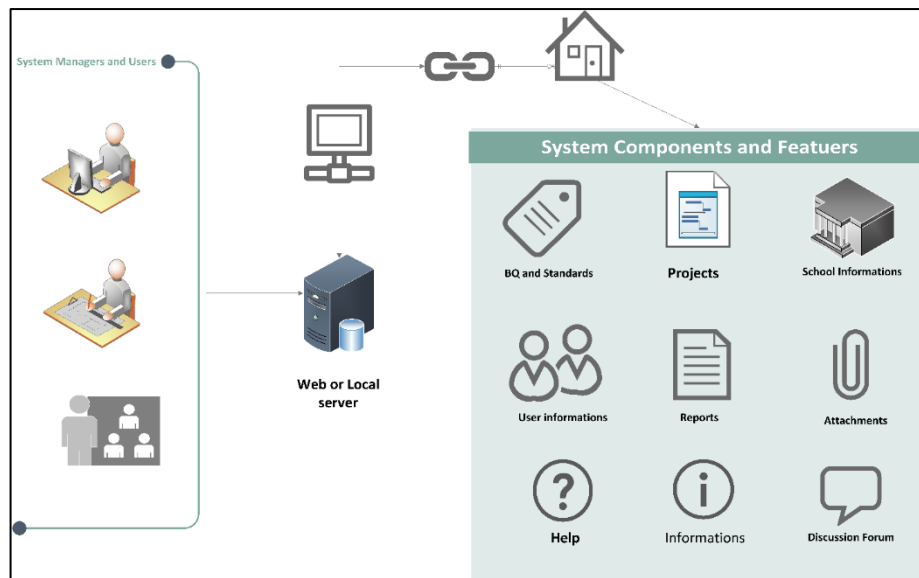 System Managers and Users
System Components and Featuers
BQ and Standards
Projects
School Informations
Web or Local
server
User informations
Reports
Attachments
Help
Informations
Discussion Forum